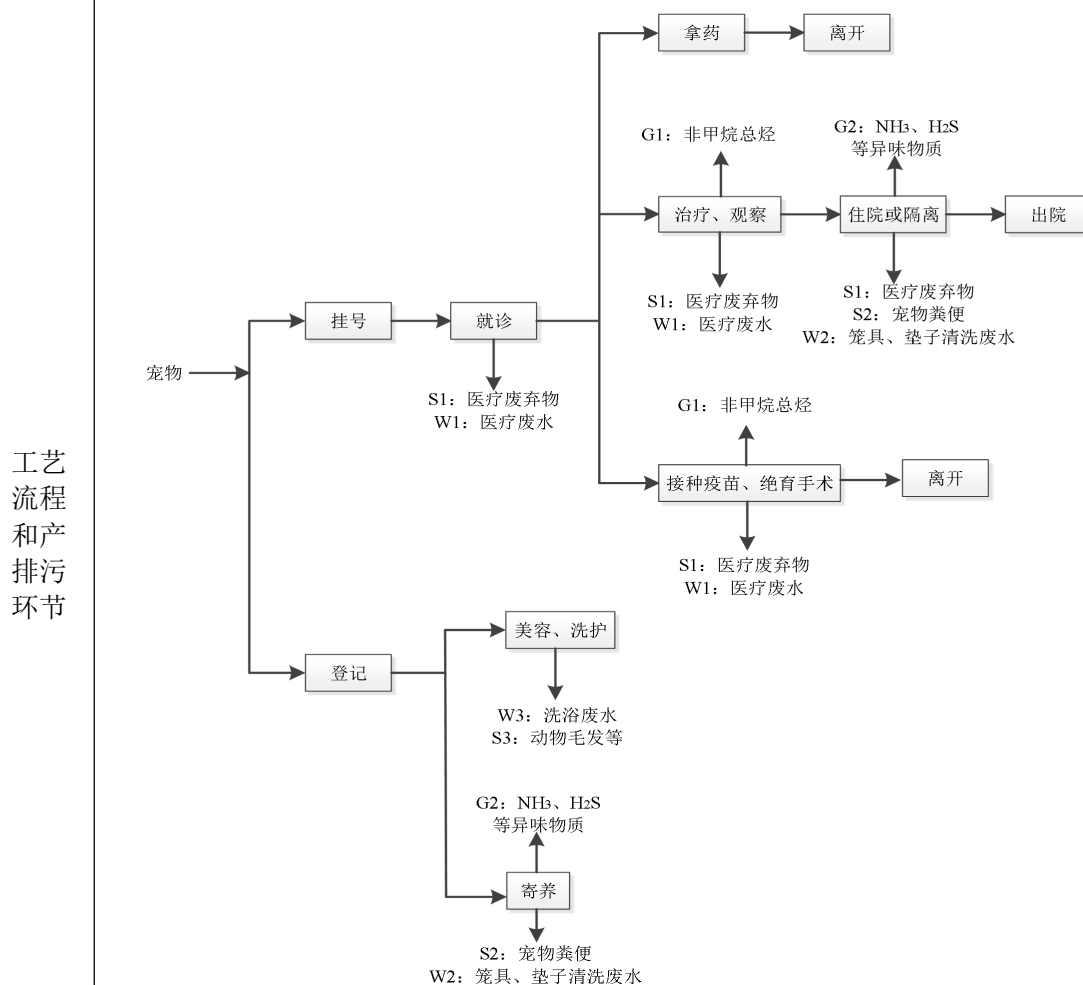 工艺
流程
和产
排污
环节
拿药
离开
G1：非甲烷总烃
G2：NH₃、H₂S
等异味物质
治疗、观察
住院或隔离
出院
S1：医疗废弃物
W1：医疗废水
S1：医疗废弃物
S2：宠物粪便
W2：笼具、垫子清洗废水
挂号
就诊
宠物
S1：医疗废弃物
W1：医疗废水
G1：非甲烷总烃
接种疫苗、绝育手术
离开
S1：医疗废弃物
W1：医疗废水
美容、洗护
登记
W3：洗浴废水
S3：动物毛发等
G2：NH₃、H₂S
等异味物质
寄养
S2：宠物粪便
W2：笼具、垫子清洗废水